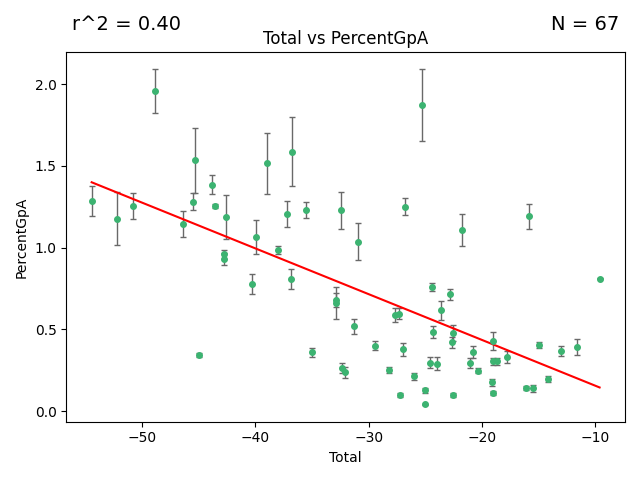 r^2 = 0.40
N = 67
Total vs PercentGpA
PercentGpA
2.0
1.5
1.0
0.5
0.0
−50
−40
−30
−20
−10
Total